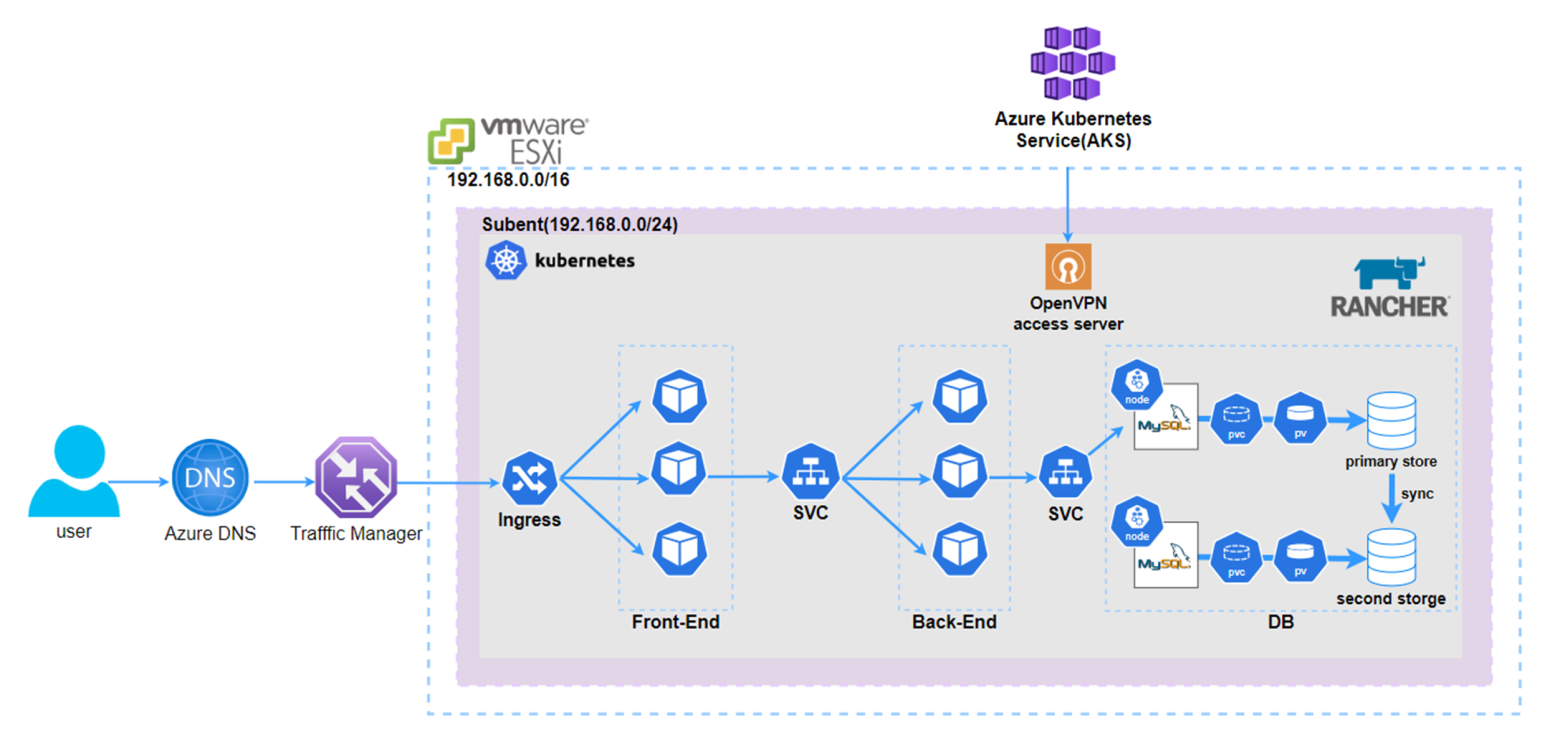 Azure Kubernetes
Service(AKS)
vmware®
ESXi
192.168.0.0/16
Subent(192.168.0.0/24)
kubernetes
OpenVPN
access server
RANCHER
user
DNS
Azure DNS
Trafffic Manager
Ingress
Front-End
SVC
Back-End
SVC
node
MySQL
pvc
pv
primary store
sync
node
MySQL
pvc
pv
second storge
DB